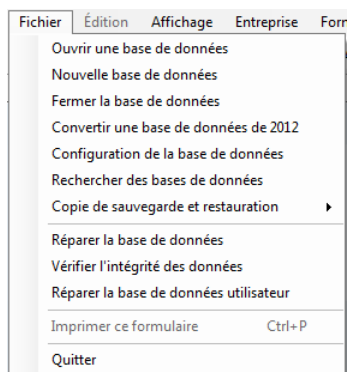 Fichier Édition Affichage Entreprise
Ouvrir une base de données
Nouvelle base de données
Fermer la base de données
Convertir une base de données de 2012
Configuration de la base de données
Rechercher des bases de données
Copie de sauvegarde et restauration
Réparer la base de données
Vérifier l'intégrité des données
Réparer la base de données utilisateur
Imprimer ce formulaire Ctrl+P
Quitter